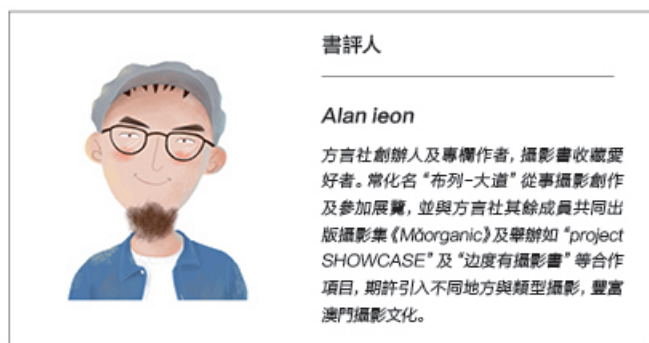 書評人
Alan ieon
方言社創辦人及專欄作者，攝影書收藏愛
好者。常化名“布列-大道”從事攝影創作
及參加展覽，並與方言社其餘成員共同出
版攝影集《Măorganic》及舉辦如“project
SHOWCASE”及“边度有攝影書”等合作
項目，期許引入不同地方與類型攝影，豐富
澳門攝影文化。